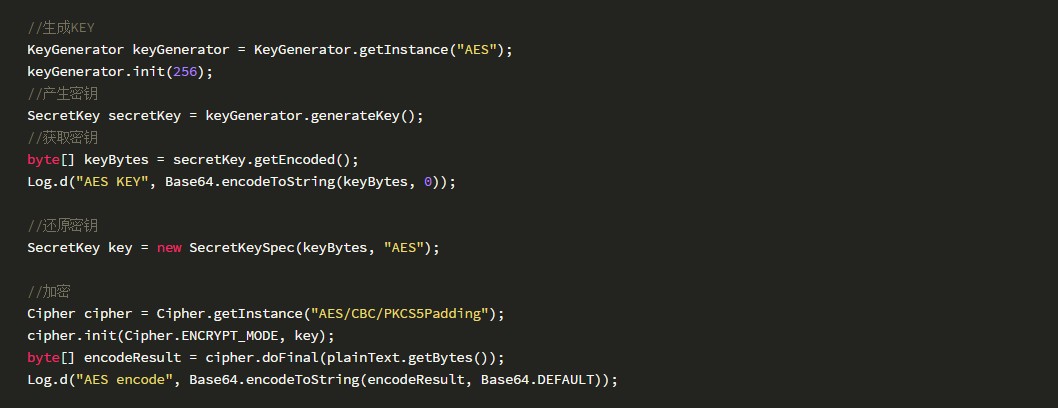 //生成KEY
KeyGenerator keyGenerator = KeyGenerator.getInstance("AES");
keyGenerator.init(256);
//产生密钥
SecretKey secretKey = keyGenerator.generateKey();
//获取密钥
byte[] keyBytes = secretKey.getEncoded();
Log.d("AES KEY", Base64.encodeToString(keyBytes, 0));
//还原密钥
SecretKey key = new SecretKeySpec(keyBytes, "AES");
//加密
Cipher cipher = Cipher.getInstance("AES/CBC/PKCS5Padding");
cipher.init(Cipher.ENCRYPT_MODE, key);
byte[] encodeResult = cipher.doFinal(plainText.getBytes());
Log.d("AES encode", Base64.encodeToString(encodeResult, Base64.DEFAULT));